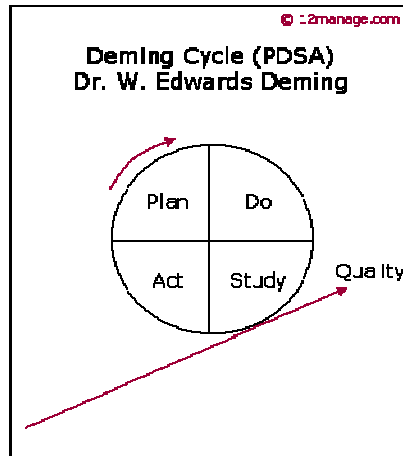 © 12manage.com
Deming Cycle (PDSA)
Dr. W. Edwards Deming
Plan
Do
Act
Study
Quality